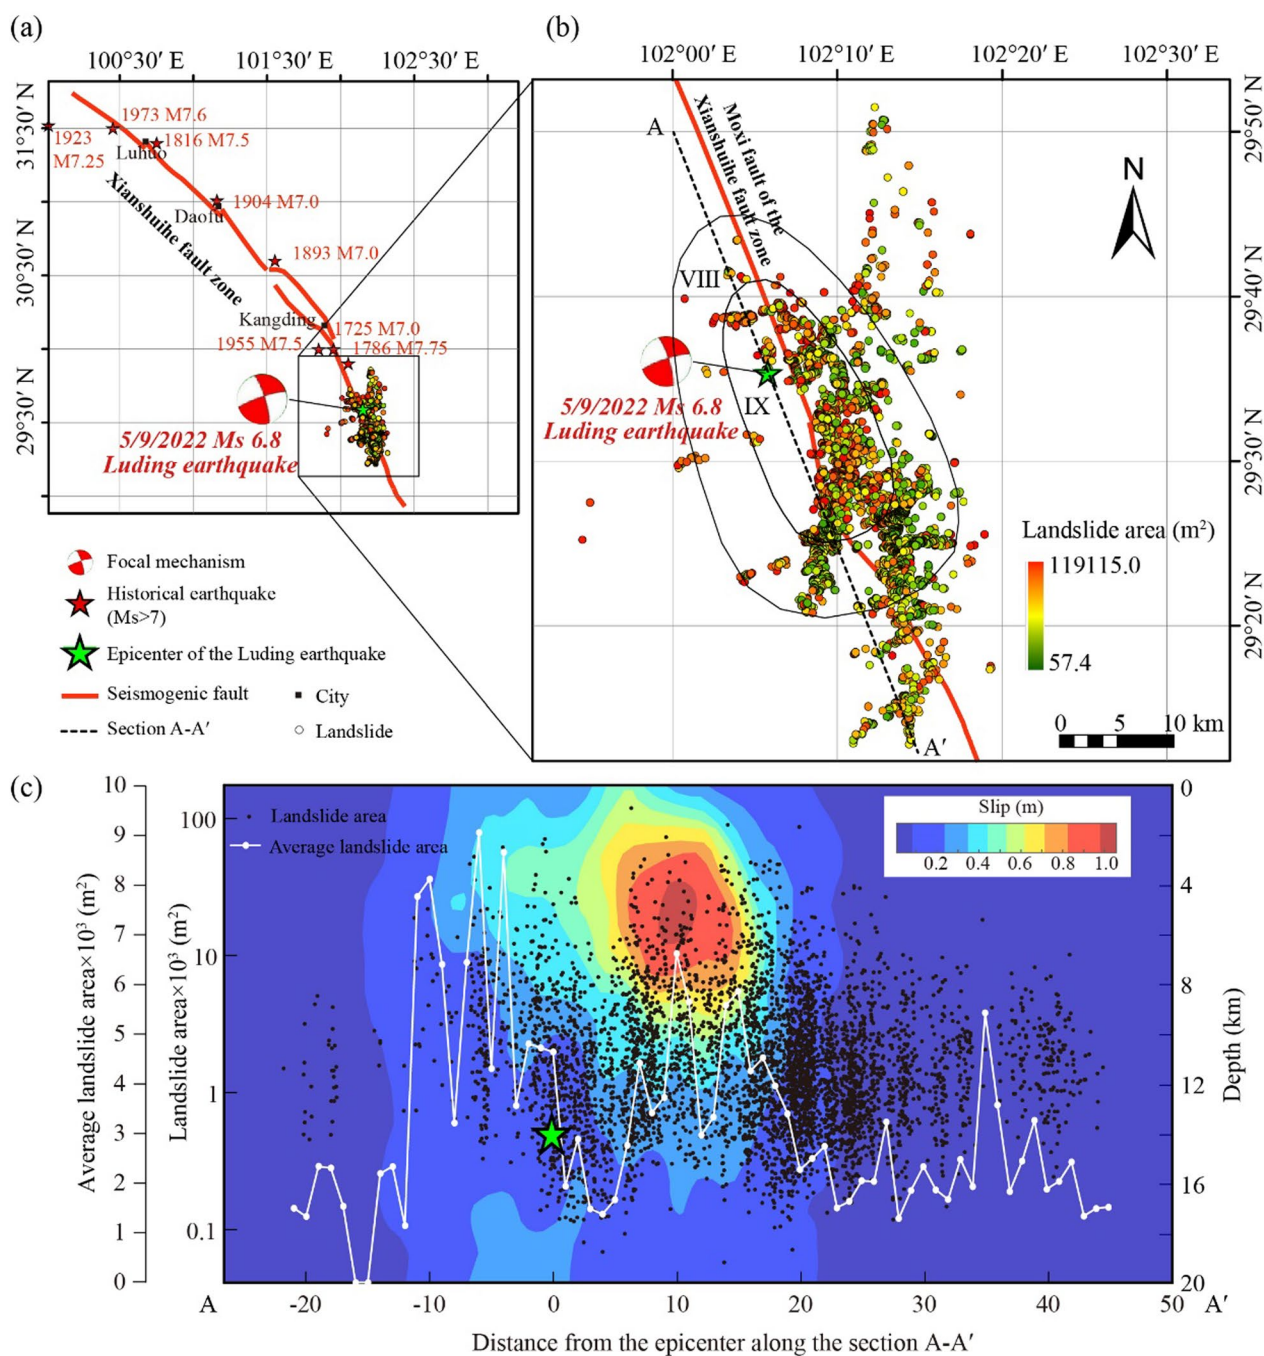 (a)
100°30′ E
101°30′ E
102°30′ E
31°30′ N
30°30′ N
29°30′ N
1973 M7.6
1923
M7.25
1816 M7.5
Luhuo
Xianshuihe fault zone
1904 M7.0
Daofu
1893 M7.0
Kangding
1725 M7.0
1955 M7.5
1786 M7.75
5/9/2022 Ms 6.8
Luding earthquake
Focal mechanism
Historical earthquake
(Ms>7)
Epicenter of the Luding earthquake
Seismogenic fault
City
Section A-A′
Landslide
(b)
102°00′ E
102°10′ E
102°20′ E
102°30′ E
29°50′ N
29°40′ N
29°30′ N
29°20′ N
A
Moxi fault of the
Xianshuihe fault zone
N
VIII
IX
5/9/2022 Ms 6.8
Luding earthquake
Landslide area (m²)
119115.0
57.4
0 5 10 km
A′
(c)
Average landslide area×10³ (m²)
10
9
8
7
6
5
4
3
2
1
0
Landslide area×10³ (m²)
100
10
1
0.1
Landslide area
Average landslide area
Slip (m)
0.2 0.4 0.6 0.8 1.0
0
4
8
12
16
20
Depth (km)
A -20 -10 0 10 20 30 40 50 A′
Distance from the epicenter along the section A-A′